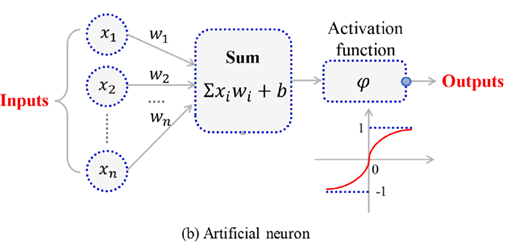 Activation
function
x₁
w₁
Sum
x₂
w₂
Inputs
Σxᵢwᵢ + b
φ
Outputs
....
wₙ
xₙ
1
0
-1
(b) Artificial neuron